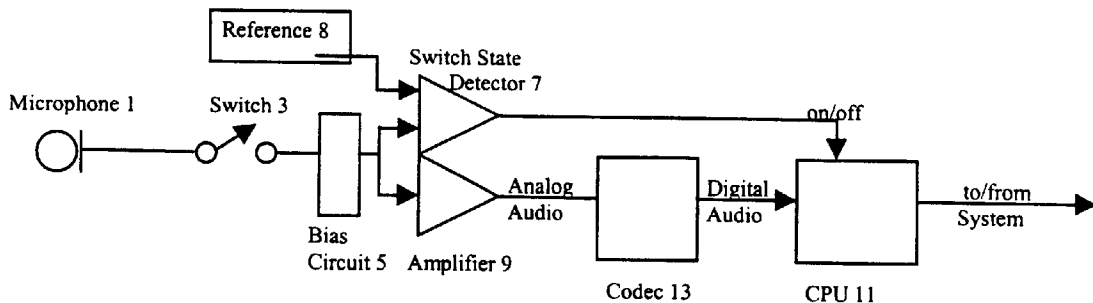 Reference 8
Switch State
Detector 7
Microphone 1
Switch 3
on/off
Analog
Audio
Digital
Audio
to/from
System
Bias
Circuit 5
Amplifier 9
Codec 13
CPU 11